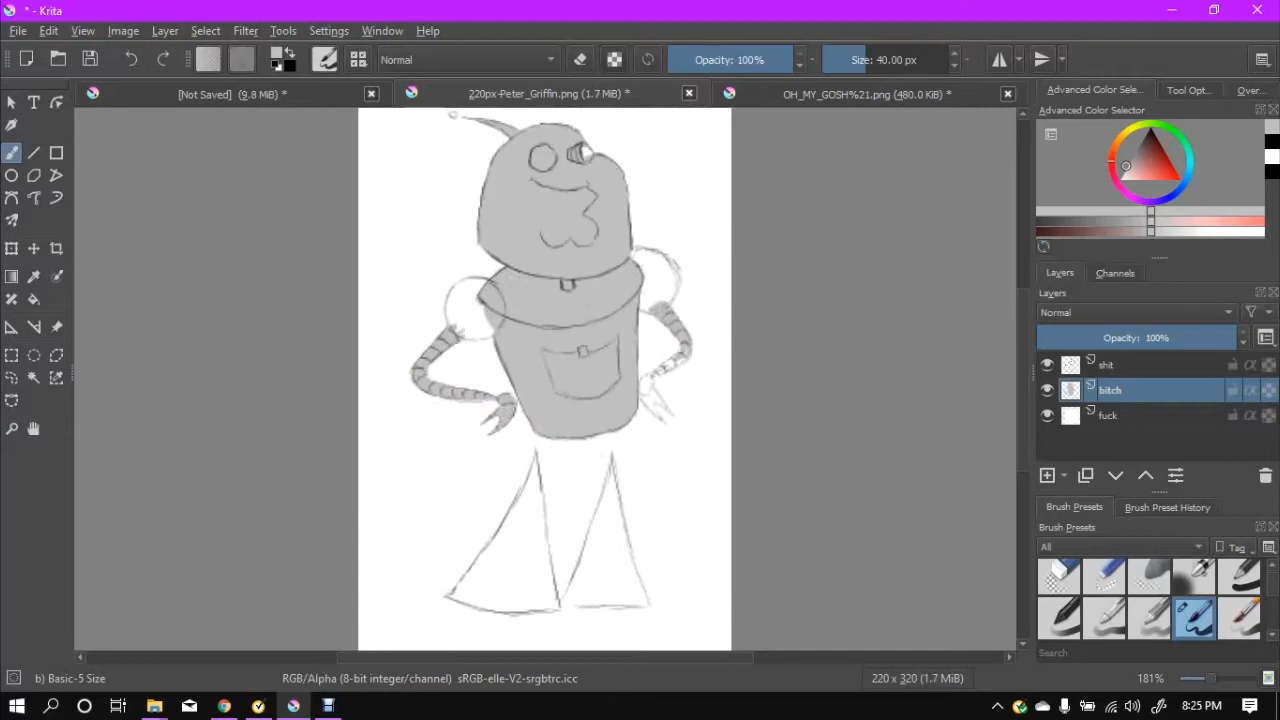 * - Krita
File Edit View Image Layer Select Filter Tools Settings Window Help
Normal Opacity: 100% Size: 40.00 px
[Not Saved] (9.8 MiB) * 220px-Peter_Griffin.png (1.7 MiB) * OH_MY_GOSH%21.png (480.0 KiB) *
Advanced Color Sele... Tool Opt... Over...
Advanced Color Selector
Layers Channels
Layers
Normal
Opacity: 100%
shit
bitch
fuck
Brush Presets Brush Preset History
Brush Presets
All Tag
Search
b) Basic-5 Size RGB/Alpha (8-bit integer/channel) sRGB-elle-V2-srgbtrc.icc 220 x 320 (1.7 MiB) 181%
8:25 PM